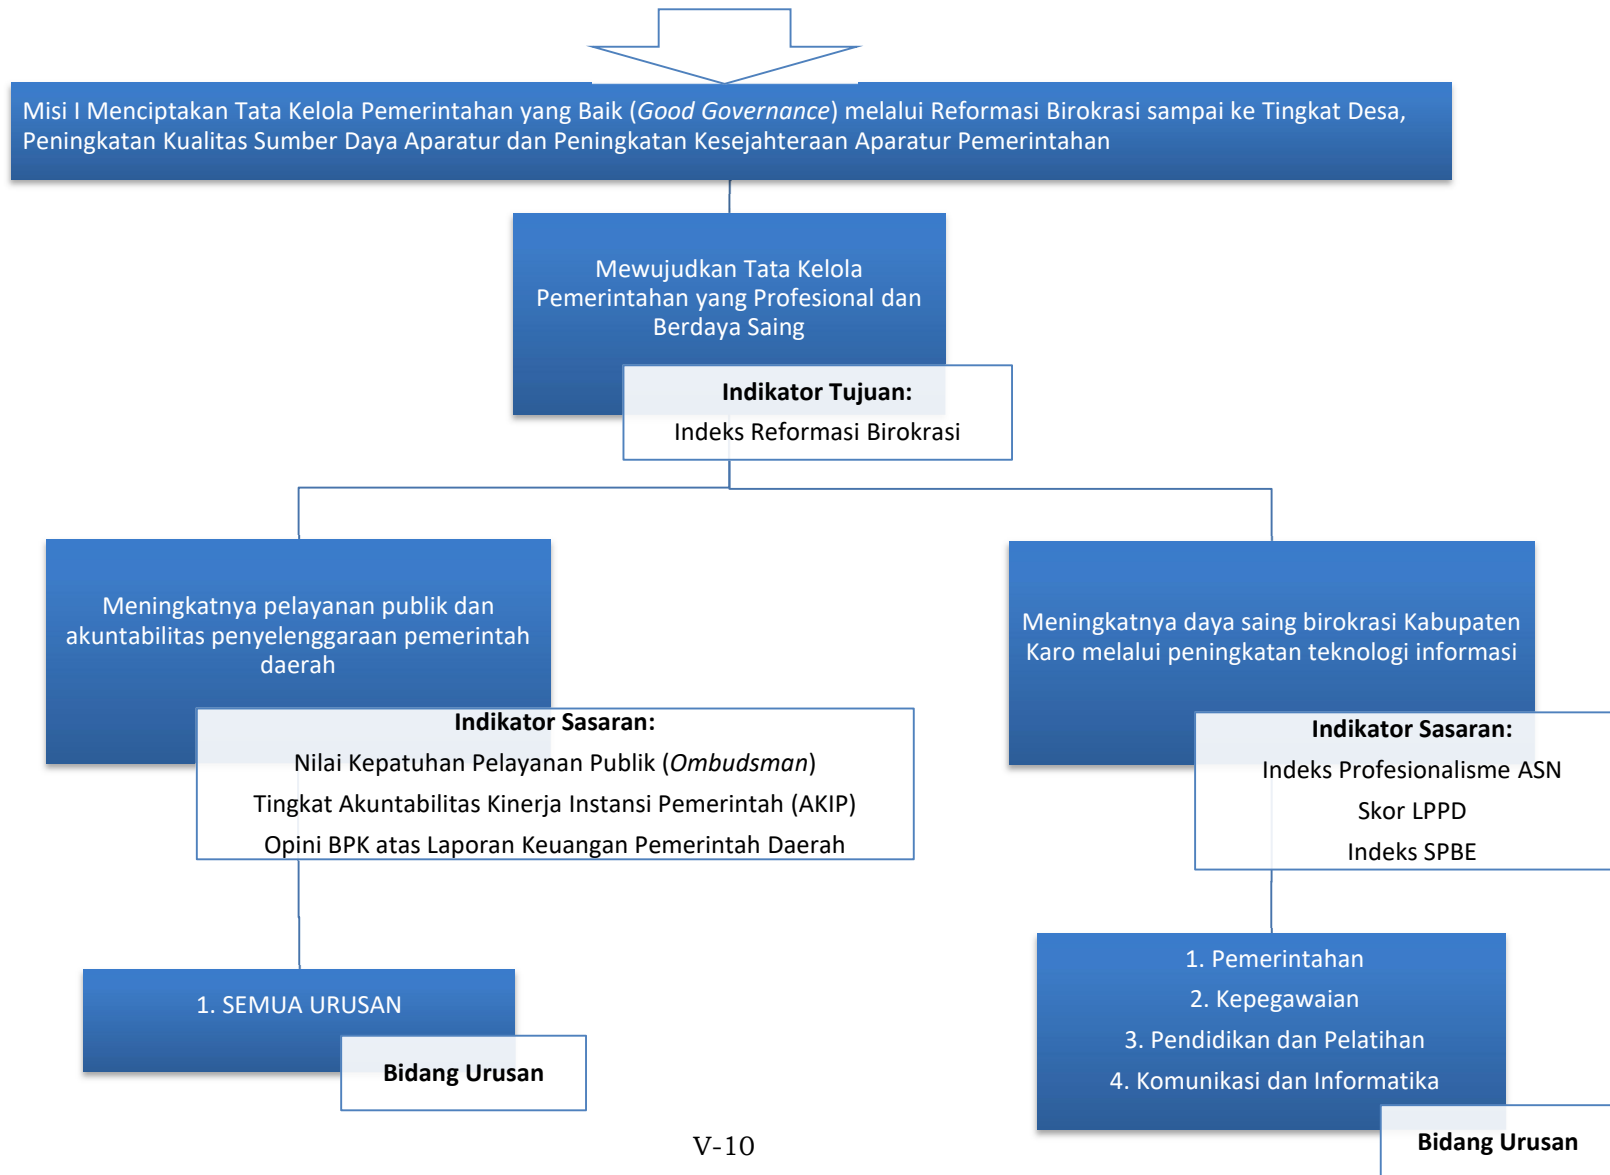 Misi I Menciptakan Tata Kelola Pemerintahan yang Baik (Good Governance) melalui Reformasi Birokrasi sampai ke Tingkat Desa,
Peningkatan Kualitas Sumber Daya Aparatur dan Peningkatan Kesejahteraan Aparatur Pemerintahan
Mewujudkan Tata Kelola
Pemerintahan yang Profesional dan
Berdaya Saing
Indikator Tujuan:
Indeks Reformasi Birokrasi
Meningkatnya pelayanan publik dan
akuntabilitas penyelenggaraan pemerintah
daerah
Indikator Sasaran:
Nilai Kepatuhan Pelayanan Publik (Ombudsman)
Tingkat Akuntabilitas Kinerja Instansi Pemerintah (AKIP)
Opini BPK atas Laporan Keuangan Pemerintah Daerah
1. SEMUA URUSAN
Bidang Urusan
Meningkatnya daya saing birokrasi Kabupaten
Karo melalui peningkatan teknologi informasi
Indikator Sasaran:
Indeks Profesionalisme ASN
Skor LPPD
Indeks SPBE
1. Pemerintahan
2. Kepegawaian
3. Pendidikan dan Pelatihan
4. Komunikasi dan Informatika
Bidang Urusan
V-10